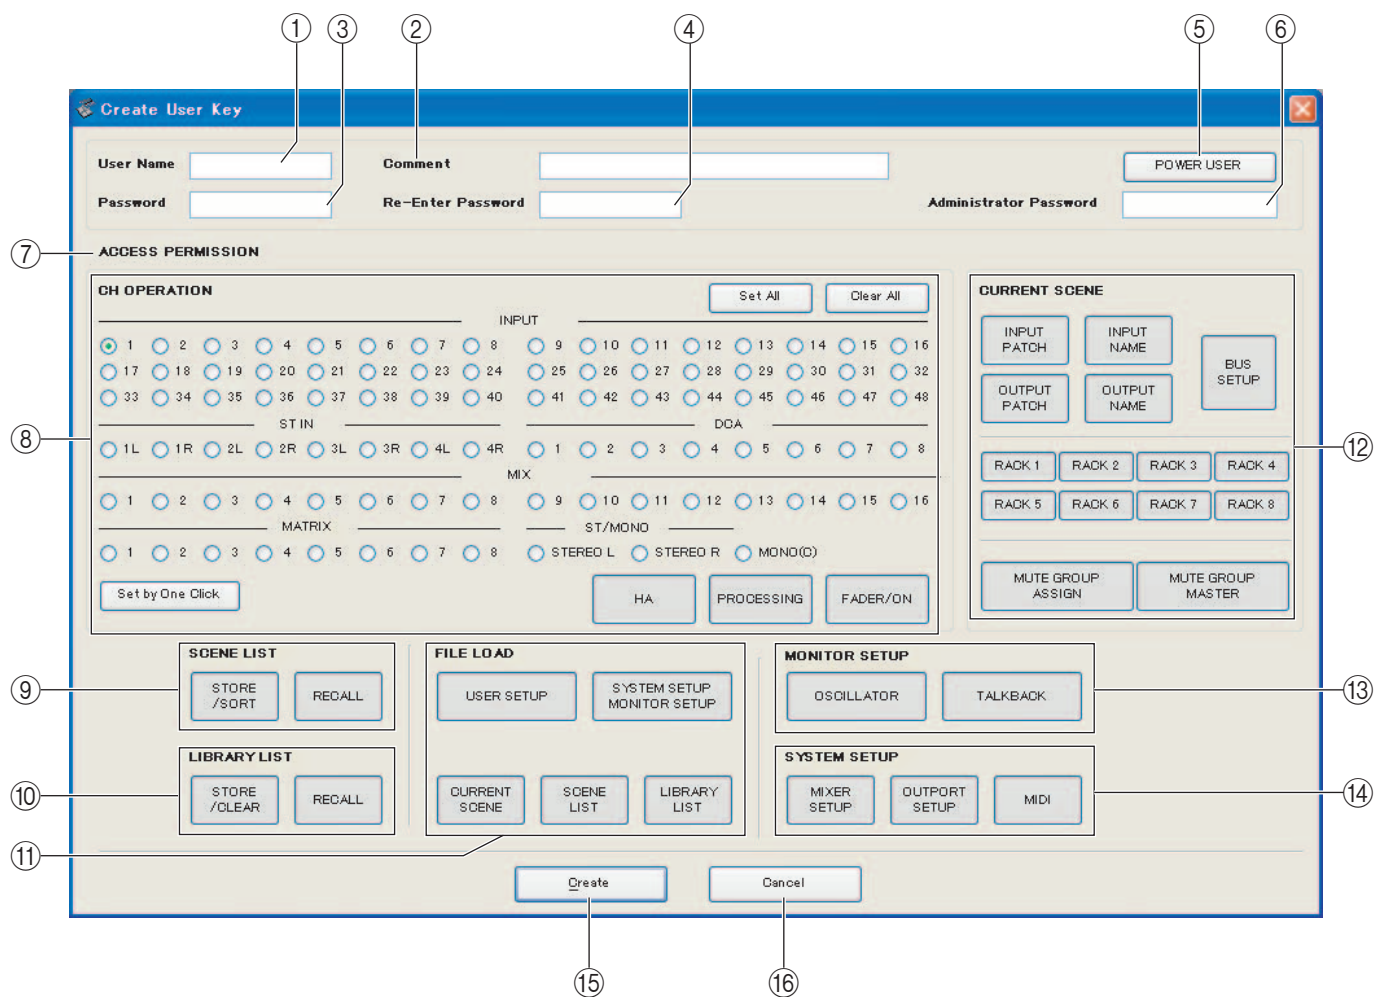 ① ③ ② ④ ⑤ ⑥
Create User Key
User Name Comment POWER USER
Password Re-Enter Password Administrator Password
⑦ ACCESS PERMISSION
CH OPERATION Set All Clear All
INPUT
1 2 3 4 5 6 7 8 9 10 11 12 13 14 15 16
17 18 19 20 21 22 23 24 25 26 27 28 29 30 31 32
33 34 35 36 37 38 39 40 41 42 43 44 45 46 47 48
⑧ ST IN DCA
1L 1R 2L 2R 3L 3R 4L 4R 1 2 3 4 5 6 7 8
MIX
1 2 3 4 5 6 7 8 9 10 11 12 13 14 15 16
MATRIX ST/MONO
1 2 3 4 5 6 7 8 STEREO L STEREO R MONO(C)
Set by One Click HA PROCESSING FADER/ON
CURRENT SCENE
INPUT PATCH
INPUT NAME
BUS SETUP
OUTPUT PATCH
OUTPUT NAME
⑫
RACK 1 RACK 2 RACK 3 RACK 4
RACK 5 RACK 6 RACK 7 RACK 8
MUTE GROUP ASSIGN
MUTE GROUP MASTER
SCENE LIST
⑨
STORE /SORT
RECALL
LIBRARY LIST
⑩
STORE /CLEAR
RECALL
FILE LOAD
USER SETUP
SYSTEM SETUP MONITOR SETUP
CURRENT SCENE
SCENE LIST
LIBRARY LIST
⑪
MONITOR SETUP
OSCILLATOR TALKBACK
⑬
SYSTEM SETUP
MIXER SETUP
OUTPORT SETUP
MIDI
⑭
Create Cancel
⑮ ⑯